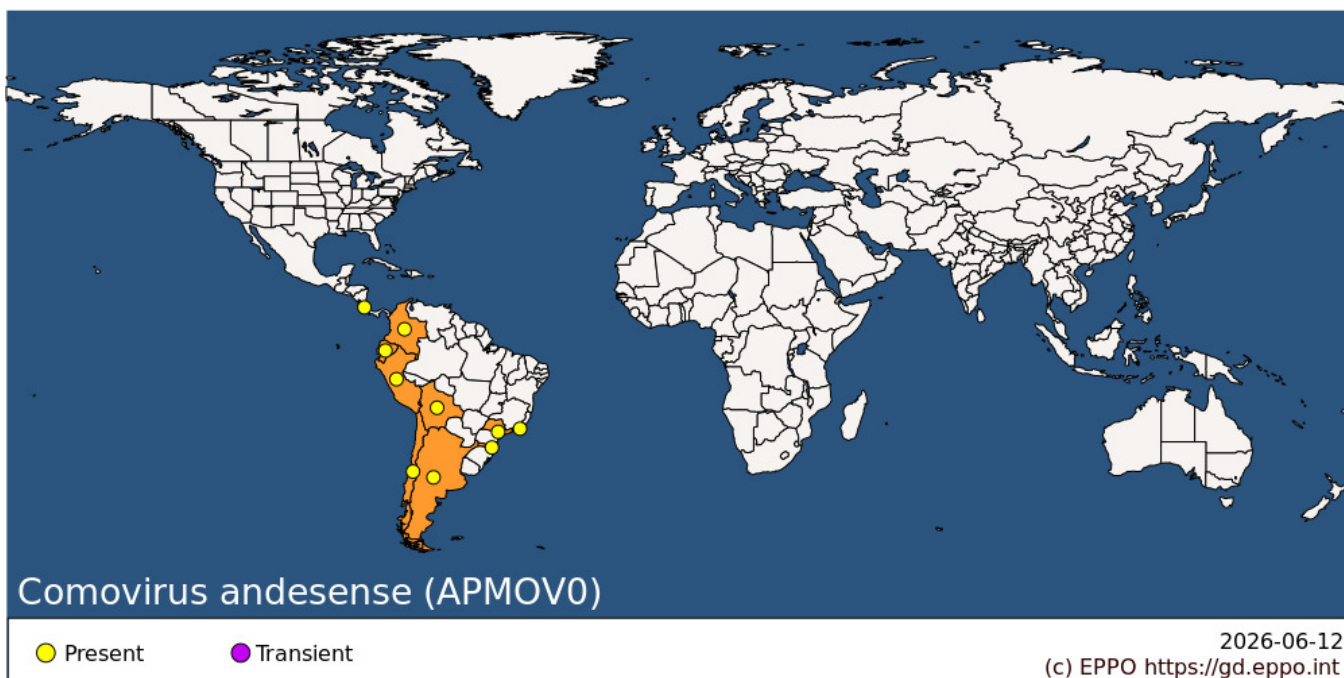 Comovirus andesense (APMOV0)
Present
Transient
2026-06-12
(c) EPPO https://gd.eppo.int